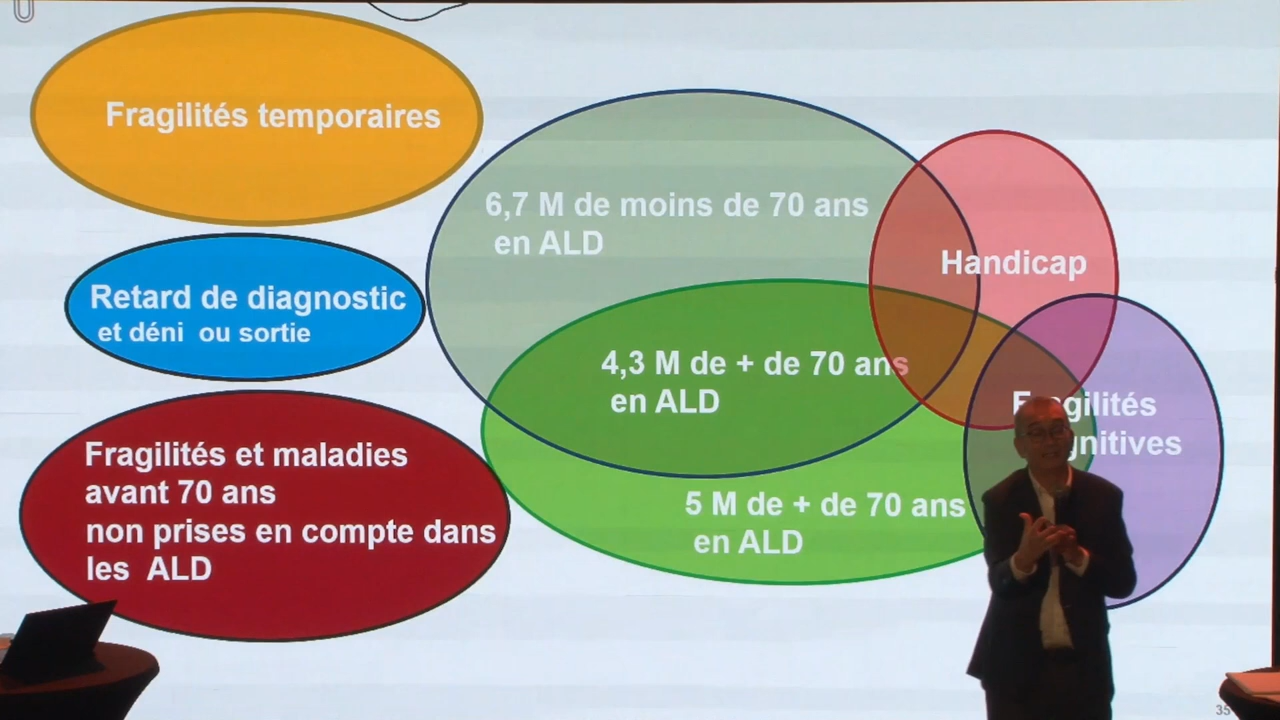 Fragilités temporaires
Retard de diagnostic
et déni ou sortie
Fragilités et maladies
avant 70 ans
non prises en compte dans
les ALD
6,7 M de moins de 70 ans
en ALD
4,3 M de + de 70 ans
en ALD
5 M de + de 70 ans
en ALD
Handicap
Fragilités
gnitives
35